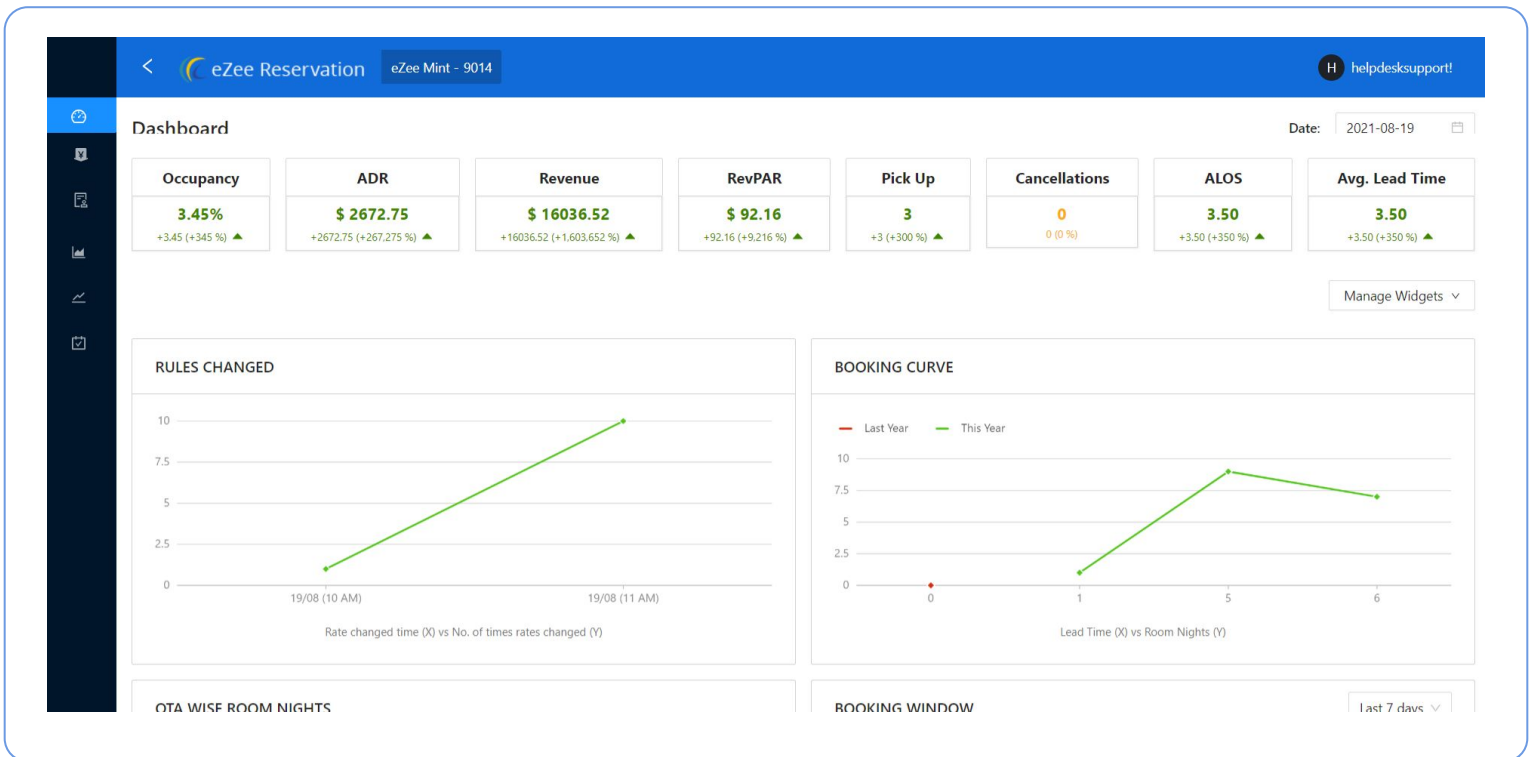 eZee Reservation eZee Mint - 9014
H helpdesksupport!
Dashboard
Date: 2021-08-19
Occupancy
3.45%
+3.45 (+345 %)
ADR
$ 2672.75
+2672.75 (+267,275 %)
Revenue
$ 16036.52
+16036.52 (+1,603,652 %)
RevPAR
$ 92.16
+92.16 (+9,216 %)
Pick Up
3
+3 (+300 %)
Cancellations
0
0 (0 %)
ALOS
3.50
+3.50 (+350 %)
Avg. Lead Time
3.50
+3.50 (+350 %)
Manage Widgets
RULES CHANGED
10
7.5
5
2.5
0
19/08 (10 AM) 19/08 (11 AM)
Rate changed time (X) vs No. of times rates changed (Y)
BOOKING CURVE
Last Year This Year
10
7.5
5
2.5
0
0 1 5 6
Lead Time (X) vs Room Nights (Y)
OTA WISE ROOM NIGHTS
BOOKING WINDOW
Last 7 days